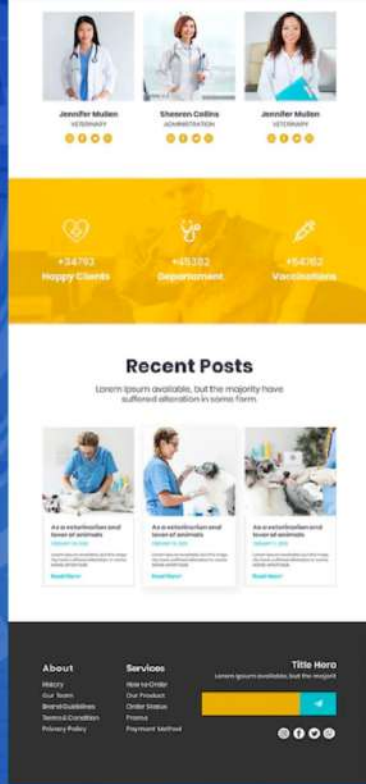 Jennifer Mullen
VETERINARY
Sheeran Collins
ADMINISTRATION
Jennifer Mullen
VETERINARY
+34793
Happy Clients
+45382
Departament
+54762
Vaccinations
Recent Posts
Lorem Ipsum available, but the majority have
suffered alteration in some form.
As a veterinarian and
lover of animals
Read More
As a veterinarian and
lover of animals
Read More
As a veterinarian and
lover of animals
Read More
About
History
Our Team
Brand Guidelines
Terms & Condition
Privacy Policy
Services
How to Order
Our Product
Order Status
Promo
Payment Method
Title Here
Lorem Ipsum available, but the majorit